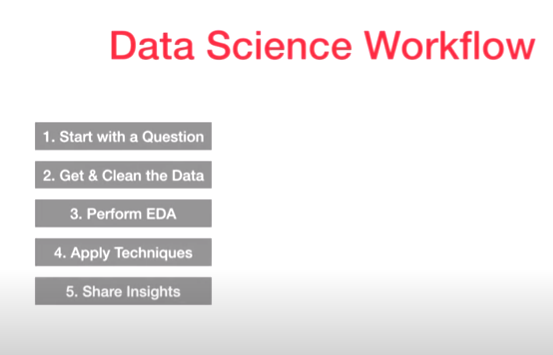 Data Science Workflow
1. Start with a Question
2. Get & Clean the Data
3. Perform EDA
4. Apply Techniques
5. Share Insights